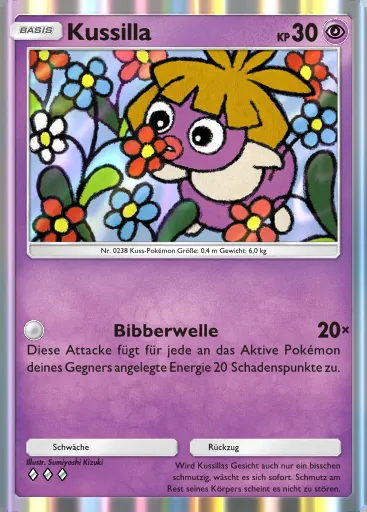 BASIS
Kussilla
KP 30
Nr. 0238 Kuss-Pokémon Größe: 0,4 m Gewicht: 6,0 kg
Bibberwelle 20×
Diese Attacke fügt für jede an das Aktive Pokémon
deines Gegners angelegte Energie 20 Schadenspunkte zu.
Schwäche
Rückzug
Illustr. Sumiyoshi Kizuki
Wird Kussillas Gesicht auch nur ein bisschen
schmutzig, wäscht es sich sofort. Schmutz am
Rest seines Körpers scheint es nicht zu stören.